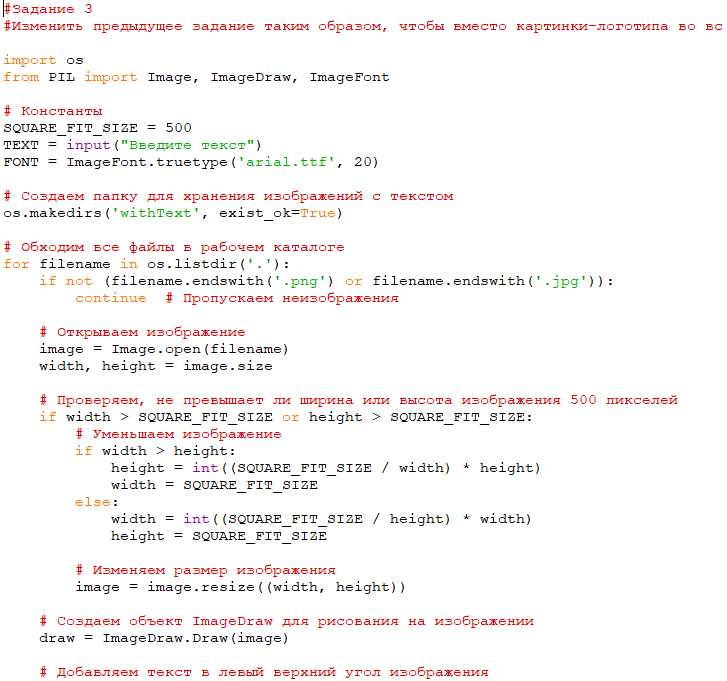 #Задание 3
#Изменить предыдущее задание таким образом, чтобы вместо картинки-логотипа во вс
import os
from PIL import Image, ImageDraw, ImageFont
# Константы
SQUARE_FIT_SIZE = 500
TEXT = input("Введите текст")
FONT = ImageFont.truetype('arial.ttf', 20)
# Создаем папку для хранения изображений с текстом
os.makedirs('withText', exist_ok=True)
# Обходим все файлы в рабочем каталоге
for filename in os.listdir('.'):
    if not (filename.endswith('.png') or filename.endswith('.jpg')):
        continue  # Пропускаем неизображения
    # Открываем изображение
    image = Image.open(filename)
    width, height = image.size
    # Проверяем, не превышает ли ширина или высота изображения 500 пикселей
    if width > SQUARE_FIT_SIZE or height > SQUARE_FIT_SIZE:
        # Уменьшаем изображение
        if width > height:
            height = int((SQUARE_FIT_SIZE / width) * height)
            width = SQUARE_FIT_SIZE
        else:
            width = int((SQUARE_FIT_SIZE / height) * width)
            height = SQUARE_FIT_SIZE
        # Изменяем размер изображения
        image = image.resize((width, height))
    # Создаем объект ImageDraw для рисования на изображении
    draw = ImageDraw.Draw(image)
    # Добавляем текст в левый верхний угол изображения